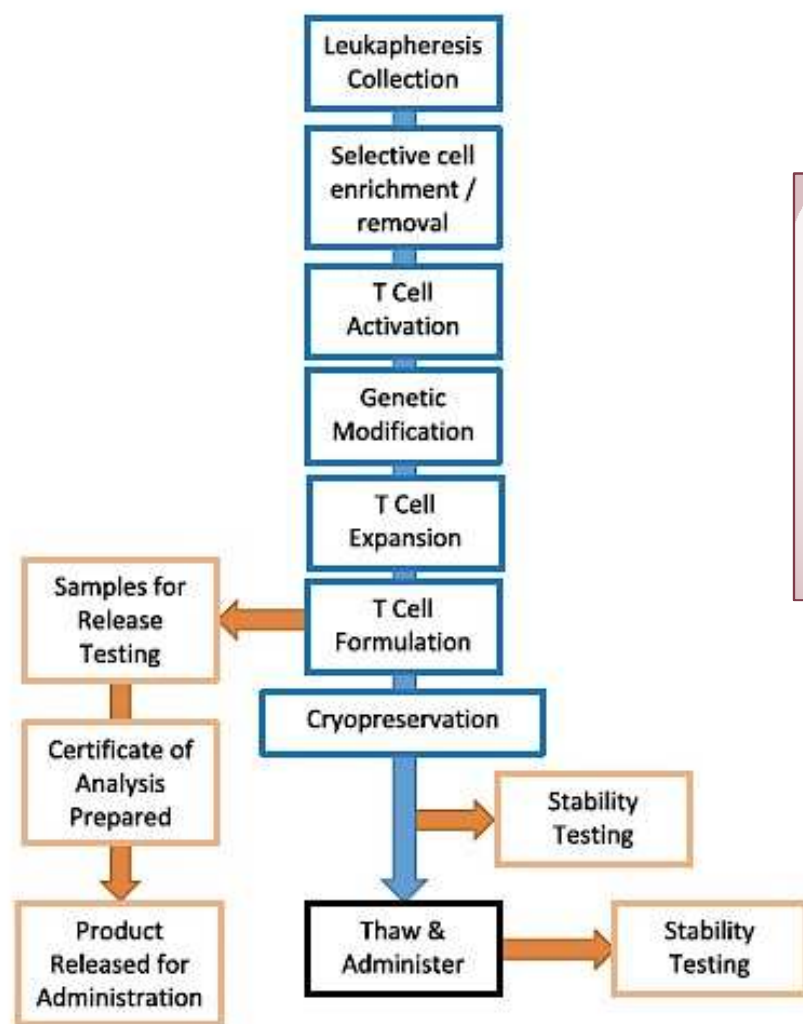 Leukapheresis
Collection
Selective cell
enrichment /
removal
T Cell
Activation
Genetic
Modification
T Cell
Expansion
T Cell
Formulation
Samples for
Release
Testing
Cryopreservation
Certificate of
Analysis
Prepared
Stability
Testing
Product
Released for
Administration
Thaw &
Administer
Stability
Testing